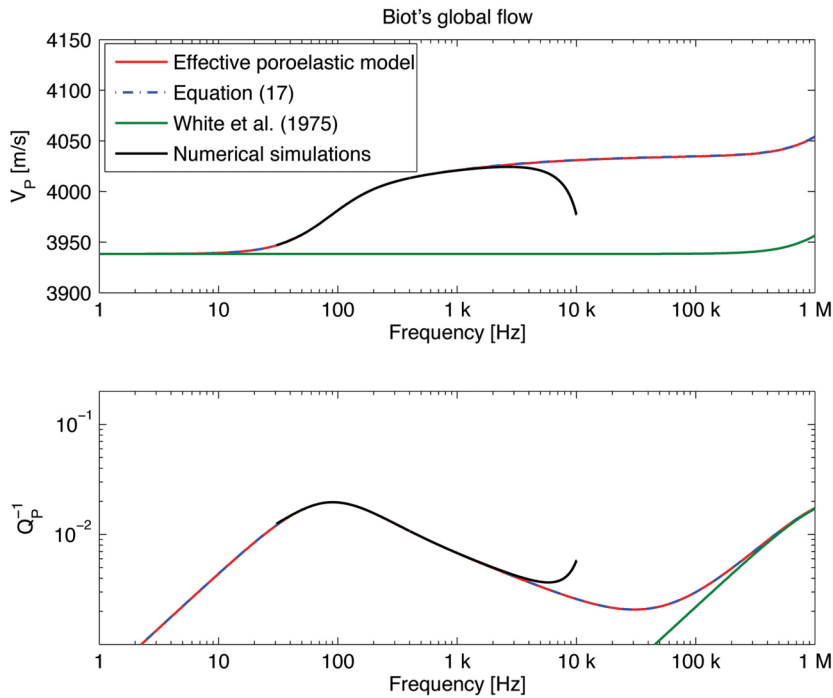 Biot's global flow
4150
4100
4050
4000
3950
3900
V_P [m/s]
Effective poroelastic model
Equation (17)
White et al. (1975)
Numerical simulations
1 10 100 1 k 10 k 100 k 1 M
Frequency [Hz]
10^-1
10^-2
Q_P^-1
1 10 100 1 k 10 k 100 k 1 M
Frequency [Hz]